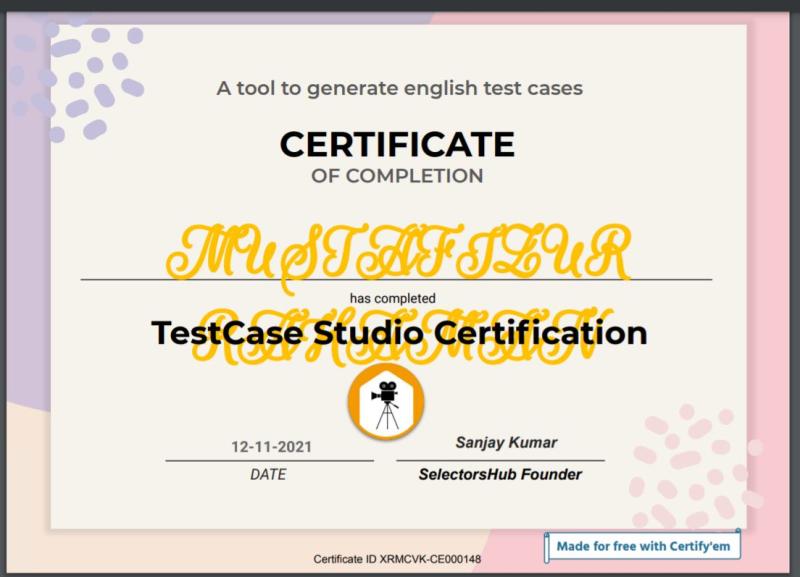 A tool to generate english test cases
CERTIFICATE
OF COMPLETION
MUSTAFIZUR
has completed
RAHAMAN
TestCase Studio Certification
12-11-2021
Sanjay Kumar
DATE
SelectorsHub Founder
Certificate ID XRMCVK-CE000148
Made for free with Certify'em